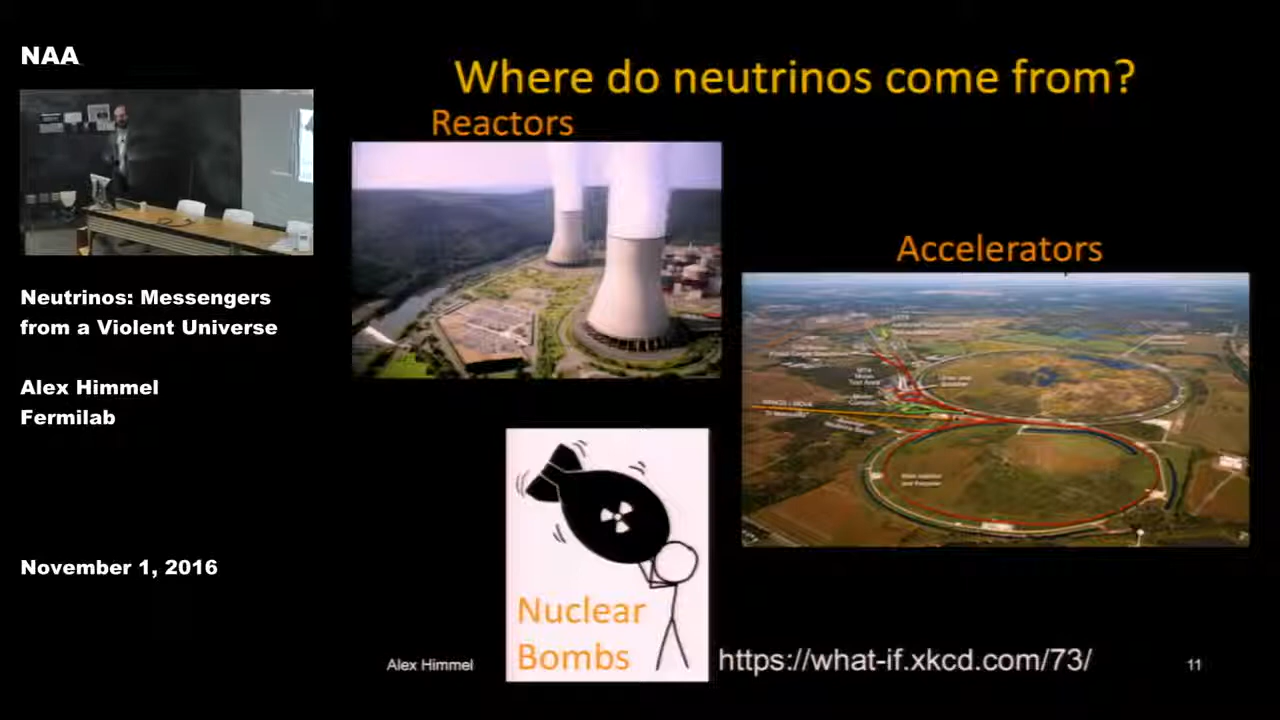 NAA
Where do neutrinos come from?
Reactors
Accelerators
Neutrinos: Messengers
from a Violent Universe
Alex Himmel
Fermilab
November 1, 2016
Nuclear
Bombs
Alex Himmel
https://what-if.xkcd.com/73/
11